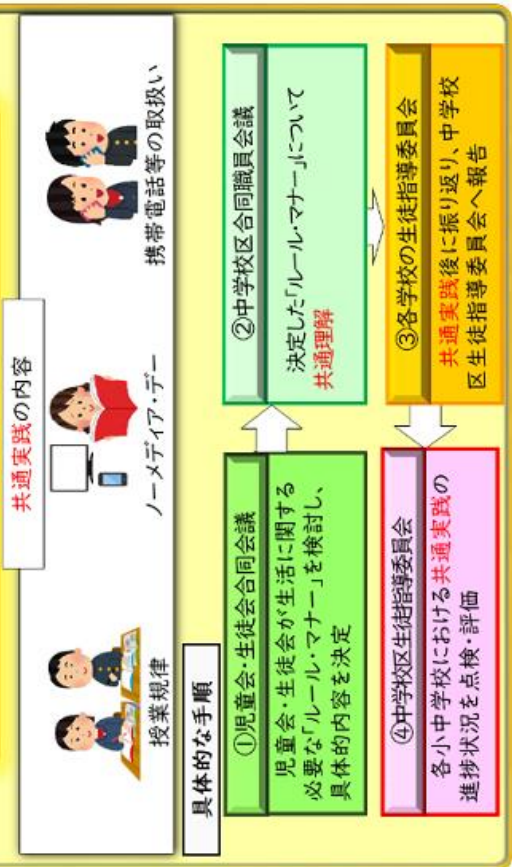 共通実践の内容
授業規律
ノーメディア・デー
携帯電話等の取扱い
具体的な手順
①児童会・生徒会合同会議
児童会・生徒会が生活に関する
必要な「ルール・マナー」を検討し、
具体的内容を決定
②中学校区合同職員会議
決定した「ルール・マナー」について
共通理解
③各学校の生徒指導委員会
共通実践後に振り返り、中学校
区生徒指導委員会へ報告
④中学校区生徒指導委員会
各小中学校における共通実践の
進捗状況を点検・評価